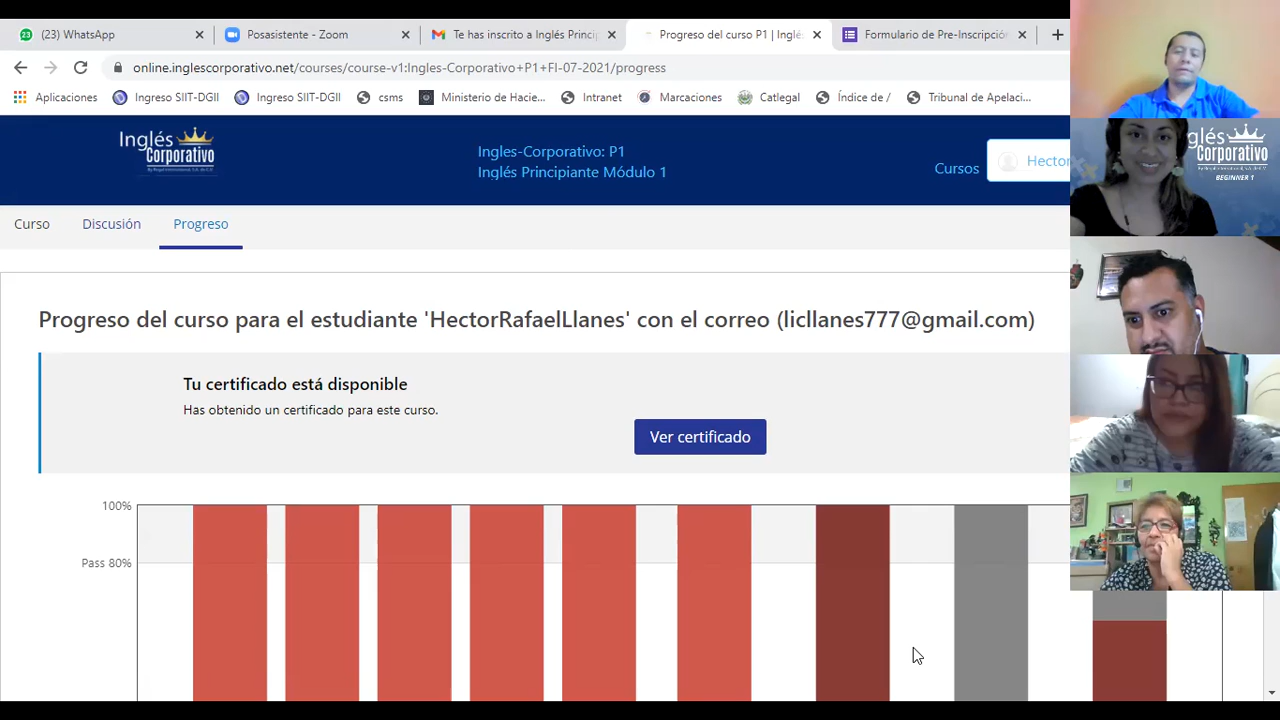 (23) WhatsApp
Posasistente - Zoom
Te has inscrito a Inglés Princip
Progreso del curso P1 | Inglé
Formulario de Pre-Inscripción
online.inglescorporativo.net/courses/course-v1:Ingles-Corporativo+P1+FI-07-2021/progress
Aplicaciones
Ingreso SIIT-DGII
Ingreso SIIT-DGII
csms
Ministerio de Hacie...
Intranet
Marcaciones
Catlegal
Índice de /
Tribunal de Apelaci...
Inglés
Corporativo
Ingles-Corporativo: P1
Inglés Principiante Módulo 1
Cursos
Hector
glés
Corporativo
BEGINNER 1
Curso
Discusión
Progreso
Progreso del curso para el estudiante 'HectorRafaelLlanes' con el correo (licllanes777@gmail.com)
Tu certificado está disponible
Has obtenido un certificado para este curso.
Ver certificado
100%
Pass 80%